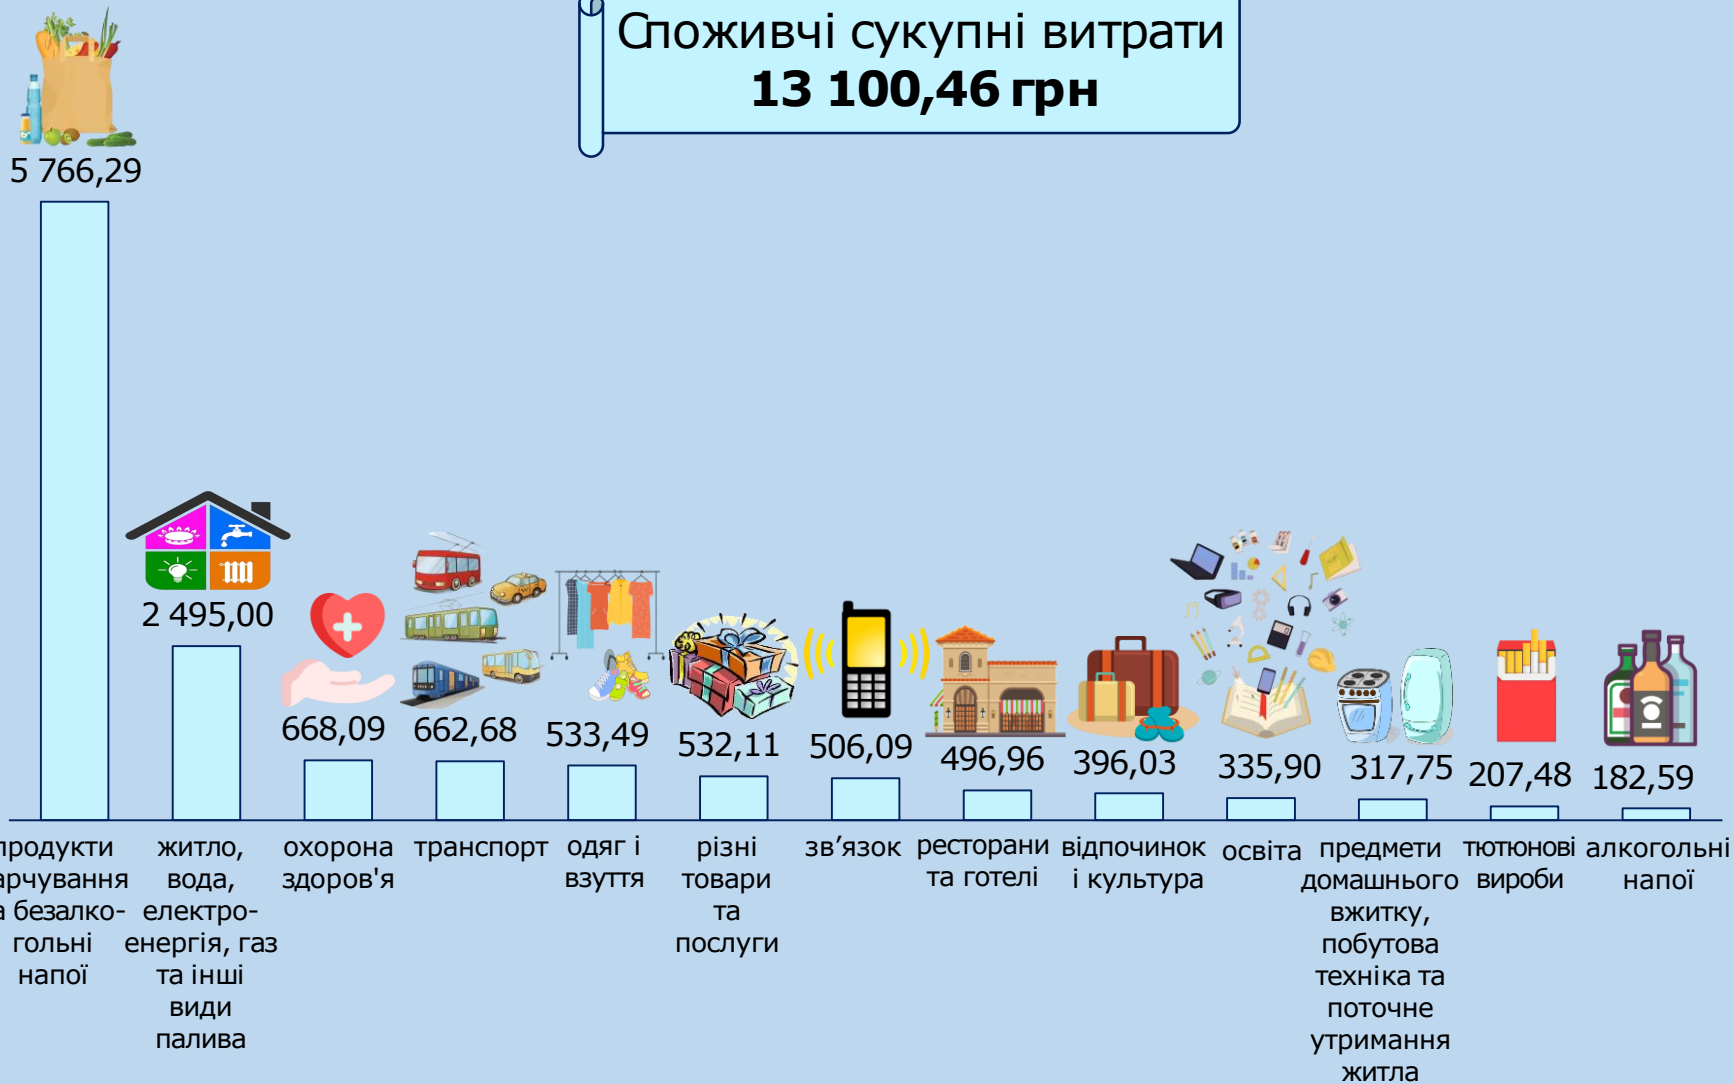 Споживчі сукупні витрати
13 100,46 грн
5 766,29
2 495,00
668,09
662,68
533,49
532,11
506,09
496,96
396,03
335,90
317,75
207,48
182,59
продукти
арчування
а безалко-
гольні
напої
житло,
вода,
електро-
енергія, газ
та інші
види
палива
охорона
здоров'я
транспорт
одяг і
взуття
різні
товари
та
послуги
зв’язок
ресторани
та готелі
відпочинок
і культура
освіта
предмети
домашнього
вжитку,
побутова
техніка та
поточне
утримання
житла
тютюнові
вироби
алкогольні
напої